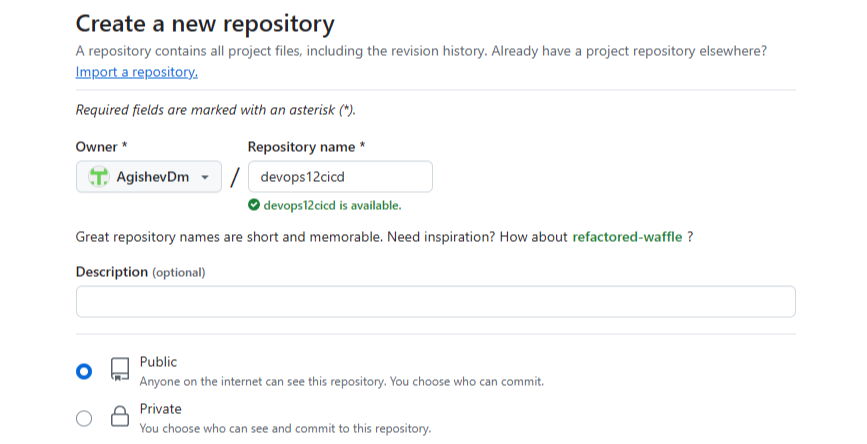 Create a new repository
A repository contains all project files, including the revision history. Already have a project repository elsewhere?
Import a repository.
Required fields are marked with an asterisk (*).
Owner *
Repository name *
AgishevDm
/
devops12cicd
devops12cicd is available.
Great repository names are short and memorable. Need inspiration? How about refactored-waffle ?
Description (optional)
Public
Anyone on the internet can see this repository. You choose who can commit.
Private
You choose who can see and commit to this repository.